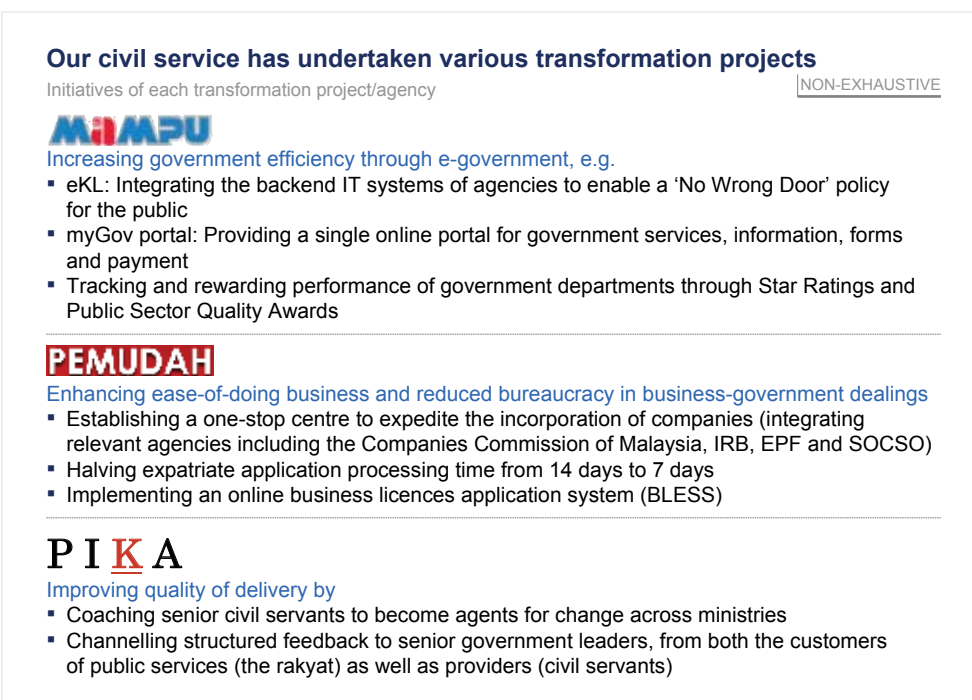 Our civil service has undertaken various transformation projects
Initiatives of each transformation project/agency
NON-EXHAUSTIVE
MAMPU
Increasing government efficiency through e-government, e.g.
▪ eKL: Integrating the backend IT systems of agencies to enable a ‘No Wrong Door’ policy
for the public
▪ myGov portal: Providing a single online portal for government services, information, forms
and payment
▪ Tracking and rewarding performance of government departments through Star Ratings and
Public Sector Quality Awards
PEMUDAH
Enhancing ease-of-doing business and reduced bureaucracy in business-government dealings
▪ Establishing a one-stop centre to expedite the incorporation of companies (integrating
relevant agencies including the Companies Commission of Malaysia, IRB, EPF and SOCSO)
▪ Halving expatriate application processing time from 14 days to 7 days
▪ Implementing an online business licences application system (BLESS)
PIKA
Improving quality of delivery by
▪ Coaching senior civil servants to become agents for change across ministries
▪ Channelling structured feedback to senior government leaders, from both the customers
of public services (the rakyat) as well as providers (civil servants)